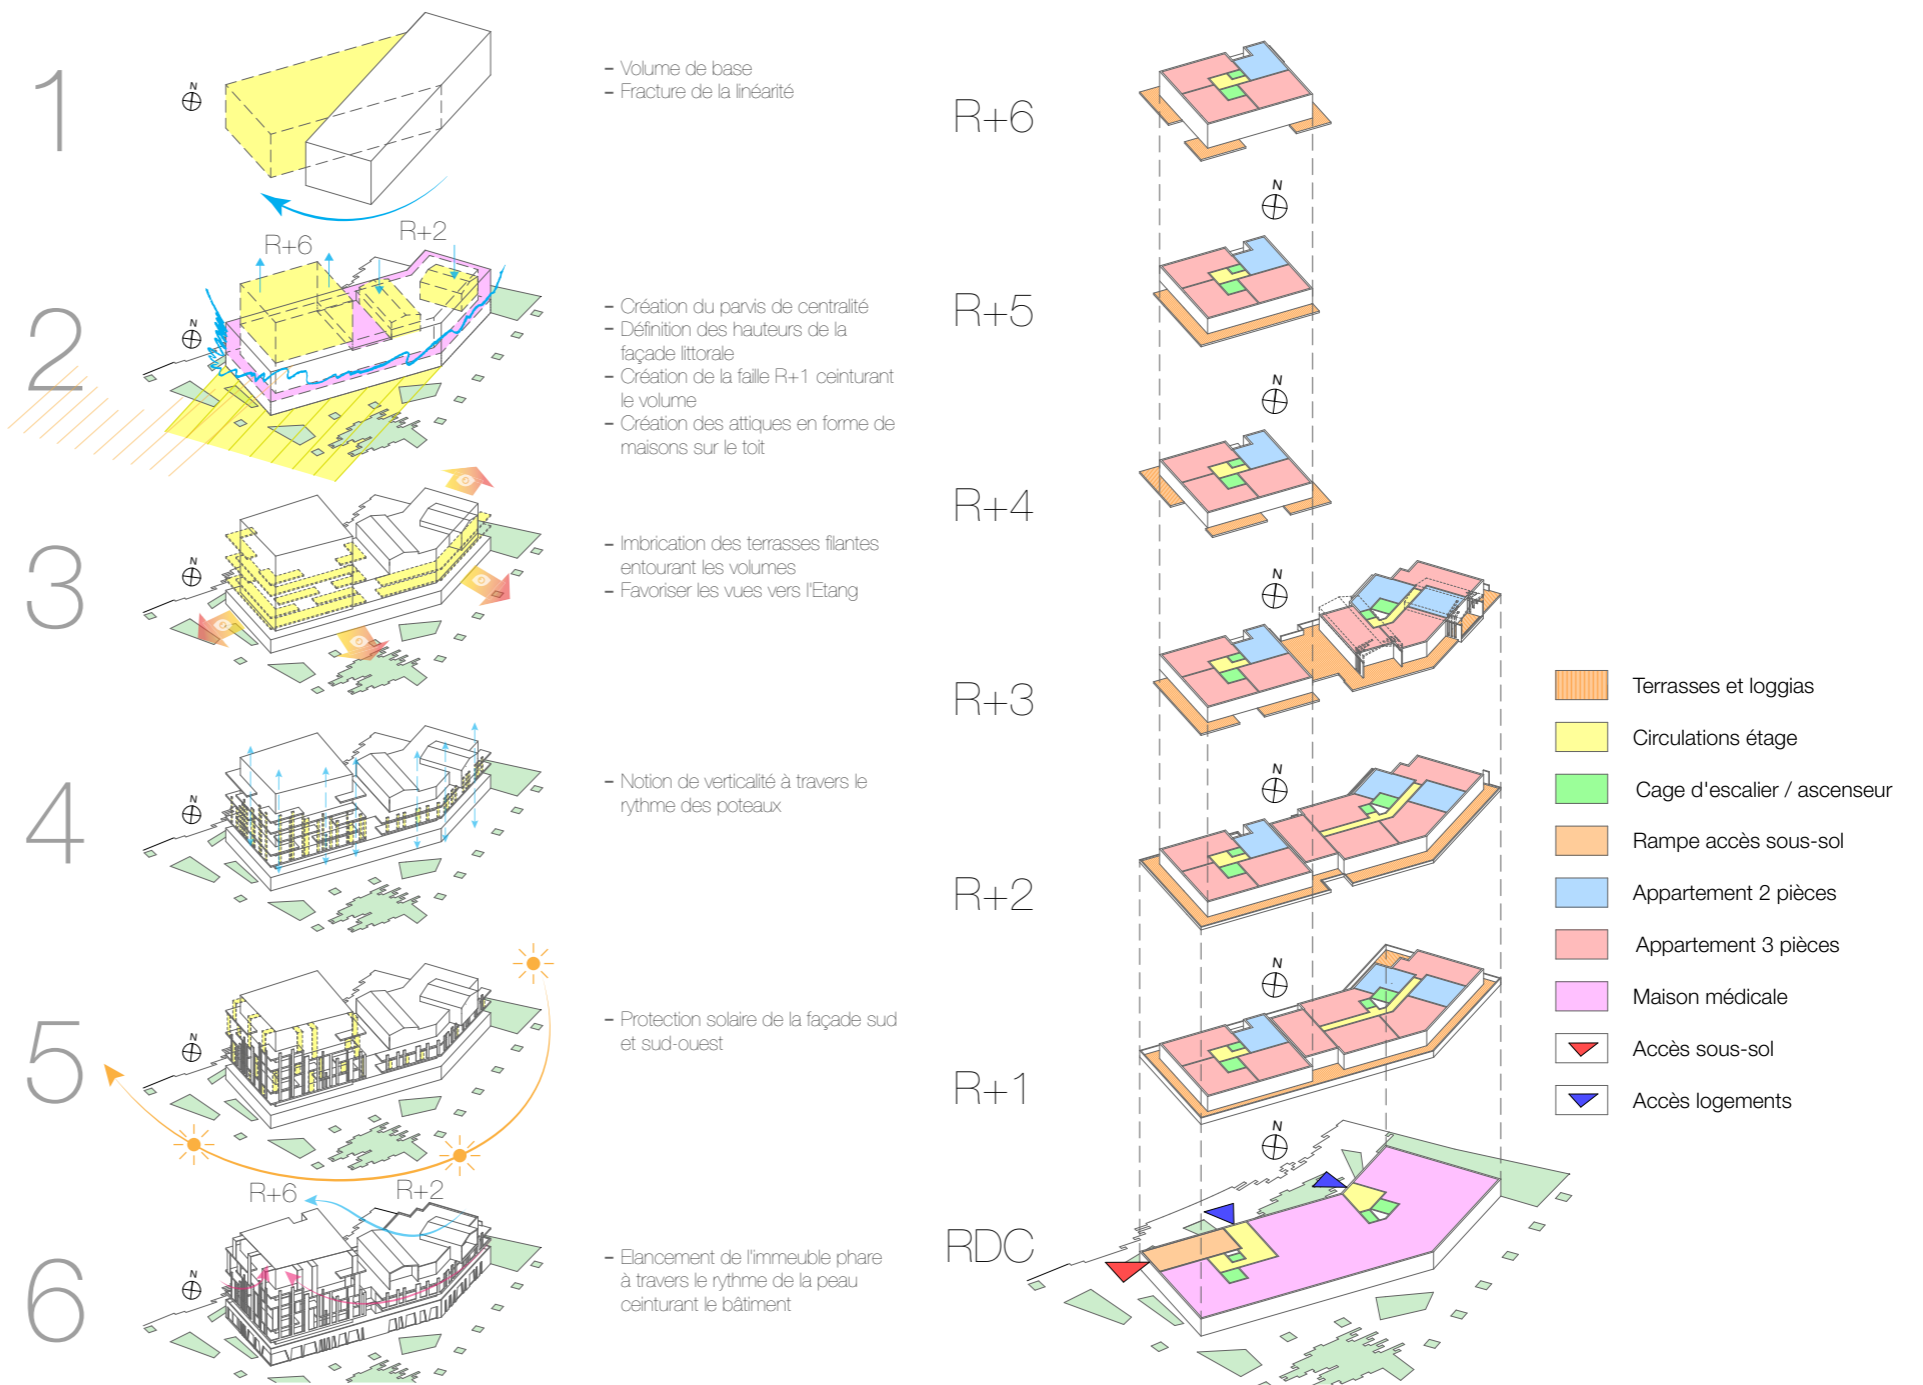 1
N
- Volume de base
- Fracture de la linéarité
2
R+6
R+2
N
- Création du parvis de centralité
- Définition des hauteurs de la
façade littorale
- Création de la faille R+1 ceinturant
le volume
- Création des attiques en forme de
maisons sur le toit
3
N
- Imbrication des terrasses filantes
entourant les volumes
- Favoriser les vues vers l'Etang
4
N
- Notion de verticalité à travers le
rythme des poteaux
5
N
- Protection solaire de la façade sud
et sud-ouest
6
R+6
R+2
N
- Elancement de l'immeuble phare
à travers le rythme de la peau
ceinturant le bâtiment
R+6
N
R+5
N
R+4
N
R+3
N
R+2
N
R+1
N
RDC
Terrasses et loggias
Circulations étage
Cage d'escalier / ascenseur
Rampe accès sous-sol
Appartement 2 pièces
Appartement 3 pièces
Maison médicale
Accès sous-sol
Accès logements